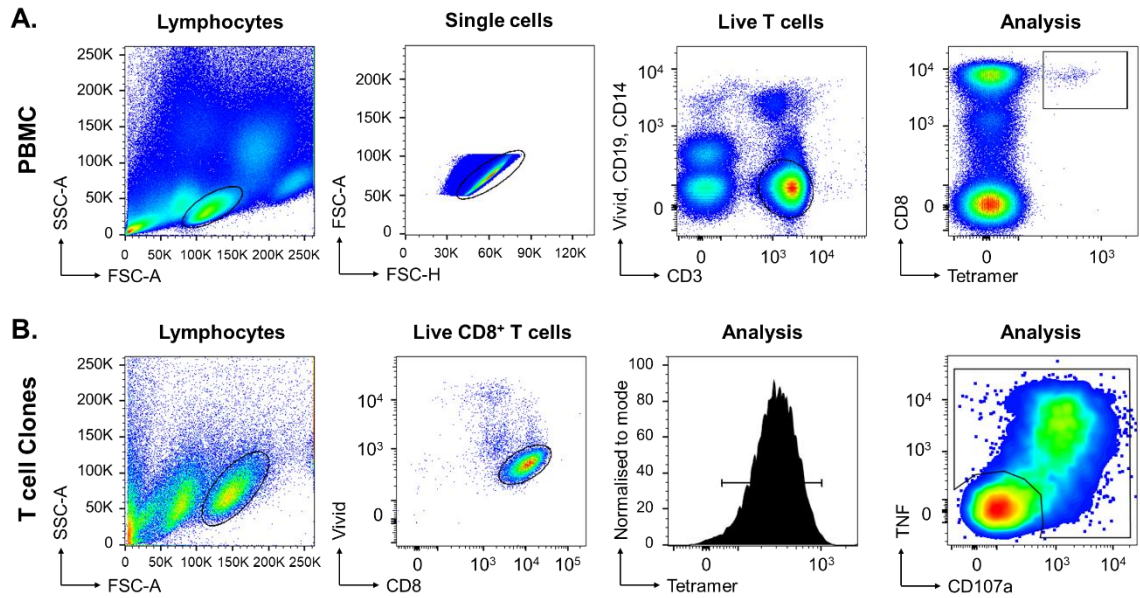 A.
PBMC
Lymphocytes
250K
200K
150K
100K
50K
0
SSC-A
0 50K 100K 150K 200K 250K
FSC-A
Single cells
200K
150K
100K
50K
0
FSC-A
0 30K 60K 90K 120K
FSC-H
Live T cells
10⁴
10³
0
Vivid, CD19, CD14
0 10³ 10⁴
CD3
Analysis
10⁴
10³
0
CD8
0 10³
Tetramer
B.
T cell Clones
Lymphocytes
250K
200K
150K
100K
50K
0
SSC-A
0 50K 100K 150K 200K 250K
FSC-A
Live CD8⁺ T cells
10⁴
10³
0
Vivid
0 10³ 10⁴ 10⁵
CD8
Analysis
100
80
60
40
20
0
Normalised to mode
0 10³
Tetramer
Analysis
10⁴
10³
0
TNF
0 10³ 10⁴
CD107a